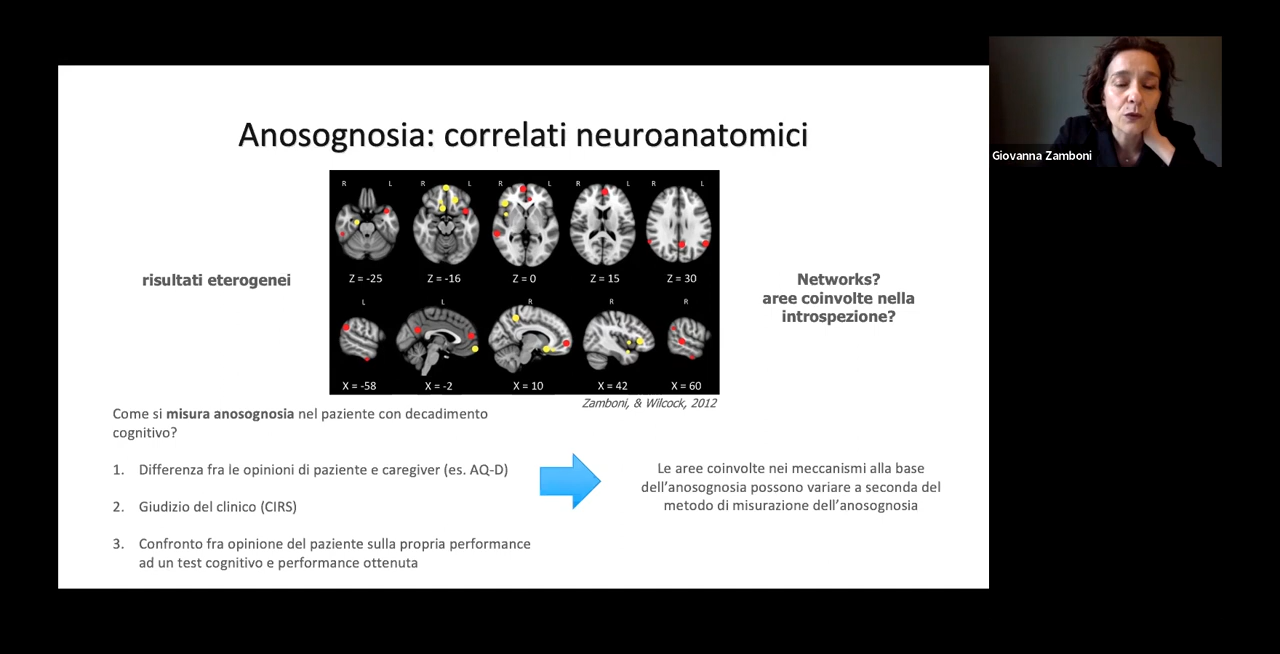 Anosognosia: correlati neuroanatomici
R L R L R L R L R L
Z = -25 Z = -16 Z = 0 Z = 15 Z = 30
L L R R R
X = -58 X = -2 X = 10 X = 42 X = 60
risultati eterogenei
Networks?
aree coinvolte nella
introspezione?
Zamboni, & Wilcock, 2012
Come si misura anosognosia nel paziente con decadimento
cognitivo?
1. Differenza fra le opinioni di paziente e caregiver (es. AQ-D)
2. Giudizio del clinico (CIRS)
3. Confronto fra opinione del paziente sulla propria performance
ad un test cognitivo e performance ottenuta
Le aree coinvolte nei meccanismi alla base
dell’anosognosia possono variare a seconda del
metodo di misurazione dell’anosognosia
Giovanna Zamboni